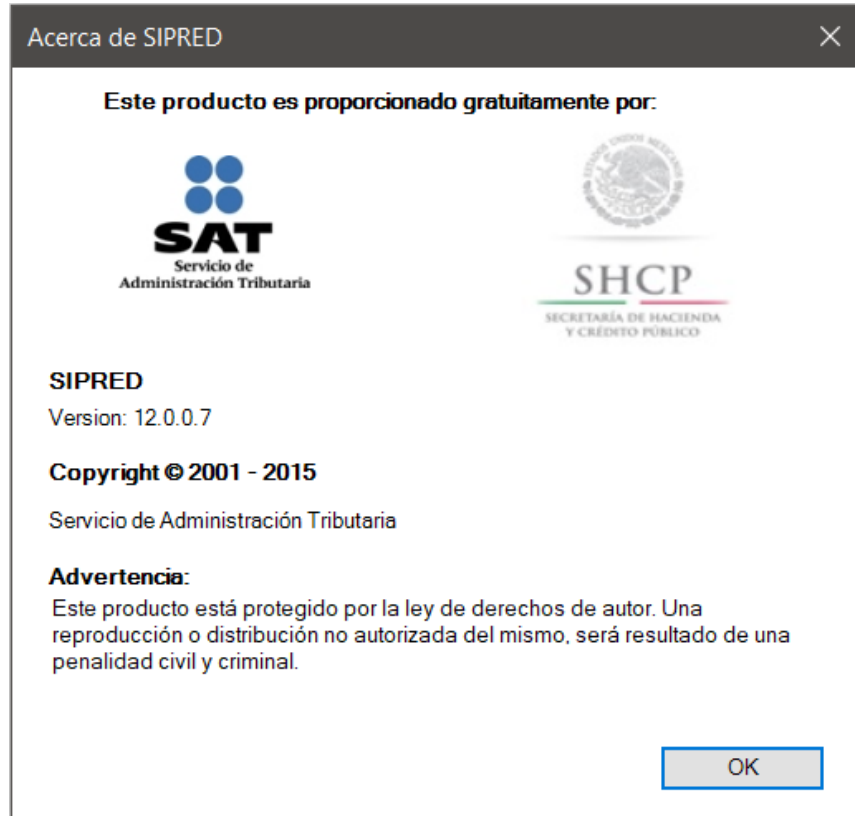 Acerca de SIPRED
Este producto es proporcionado gratuitamente por:
ESTADOS UNIDOS MEXICANOS
SAT
Servicio de
Administración Tributaria
SHCP
SECRETARÍA DE HACIENDA
Y CRÉDITO PÚBLICO
SIPRED
Version: 12.0.0.7
Copyright © 2001 - 2015
Servicio de Administración Tributaria
Advertencia:
Este producto está protegido por la ley de derechos de autor. Una
reproducción o distribución no autorizada del mismo, será resultado de una
penalidad civil y criminal.
OK